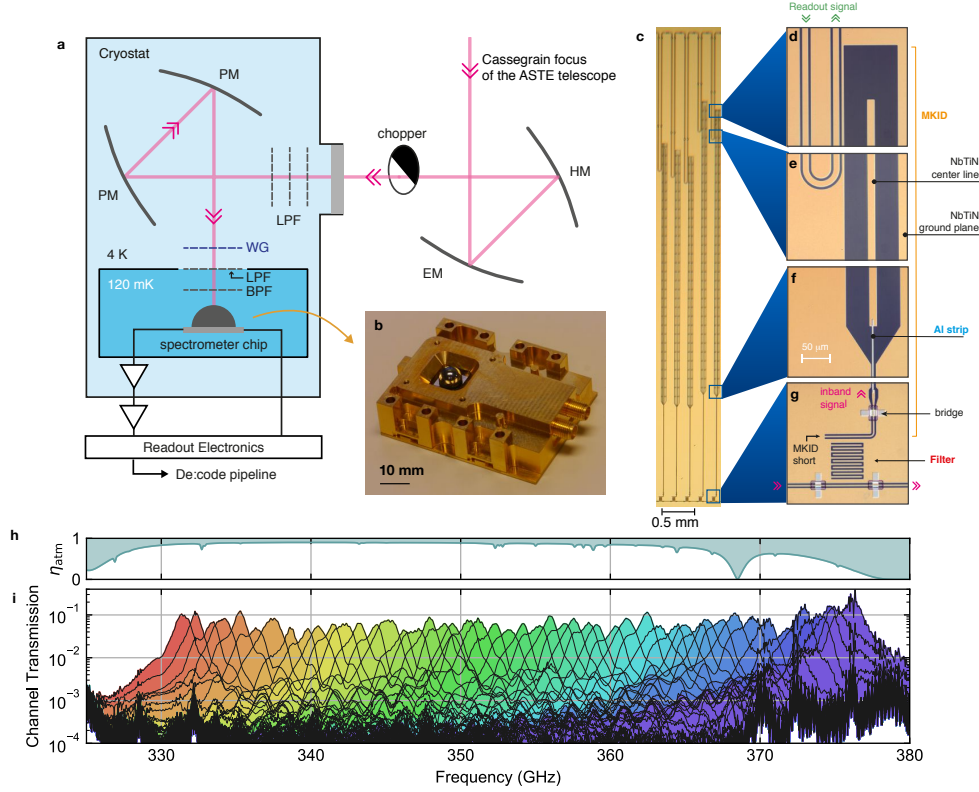 a
Cryostat
PM
PM
LPF
WG
4 K
LPF
BPF
120 mK
spectrometer chip
Readout Electronics
De:code pipeline
chopper
Cassegrain focus
of the ASTE telescope
HM
EM
b
10 mm
c
0.5 mm
Readout signal
d
MKID
e
NbTiN
center line
NbTiN
ground plane
f
Al strip
50 μm
g
inband
signal
bridge
MKID
short
Filter
h
1
ηatm
0
i
Channel Transmission
10⁻¹
10⁻²
10⁻³
10⁻⁴
330
340
350
360
370
380
Frequency (GHz)